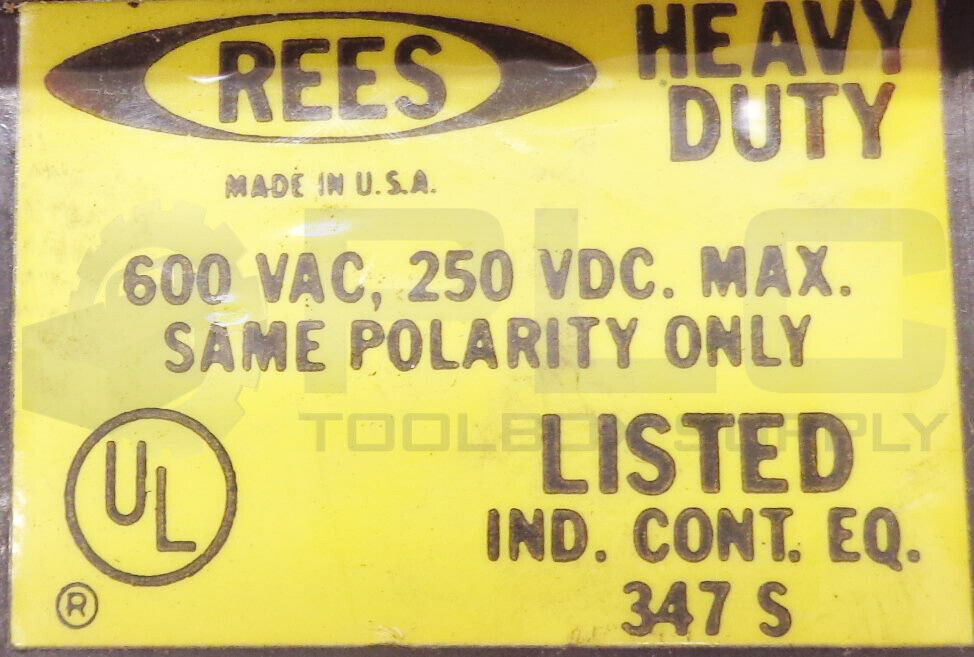 REES
HEAVY
DUTY
MADE IN U.S.A.
600 VAC, 250 VDC. MAX.
SAME POLARITY ONLY
PLC
TOOLBOX SUPPLY
UL
®
LISTED
IND. CONT. EQ.
347 S